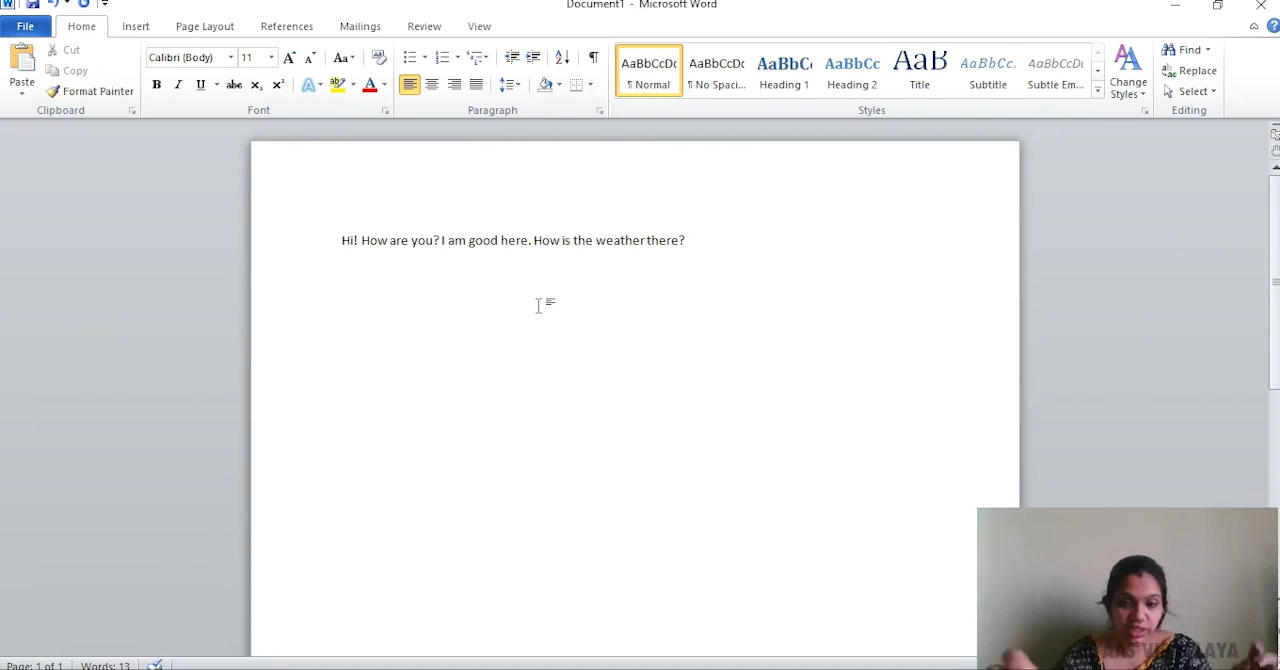 Document1 - Microsoft Word
File Home Insert Page Layout References Mailings Review View
Paste
Cut
Copy
Format Painter
Clipboard
Calibri (Body) 11
Font
Paragraph
AaBbCcDc AaBbCcDc AaBbC AaBbCc AaB AaBbCc. AaBbCcDc
¶ Normal ¶ No Spaci... Heading 1 Heading 2 Title Subtitle Subtle Em...
Styles
Change
Styles
Find
Replace
Select
Editing
Hi! How are you? I am good here. How is the weather there?
Page: 1 of 1 Words: 13